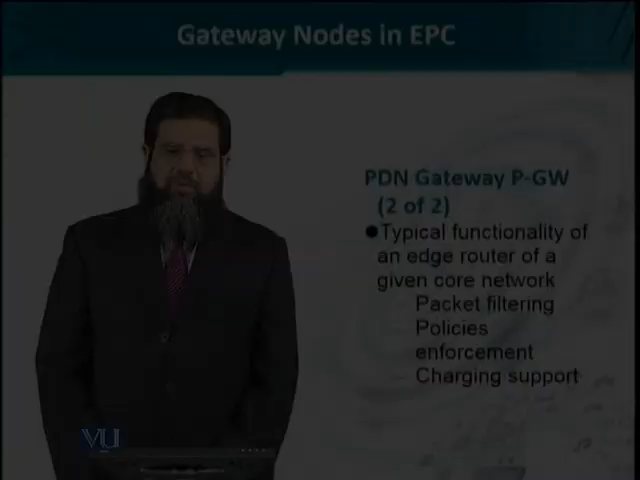 Gateway Nodes in EPC
PDN Gateway P-GW
(2 of 2)
●Typical functionality of
an edge router of a
given core network
Packet filtering
Policies
enforcement
– Charging support
VU